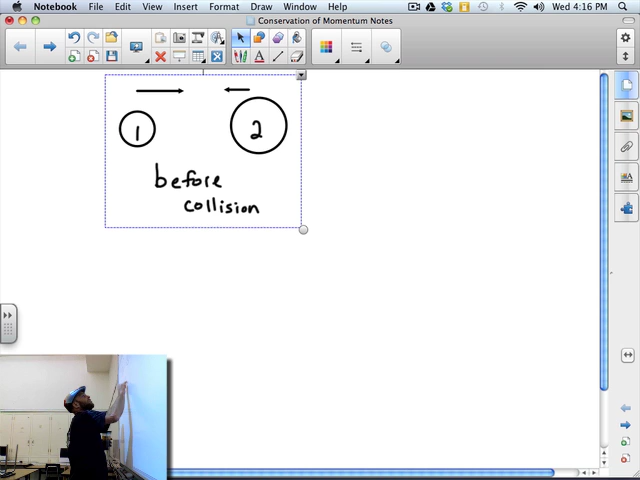 Notebook File Edit View Insert Format Draw Window Help Wed 4:16 PM
Conservation of Momentum Notes
1 2
before
collision